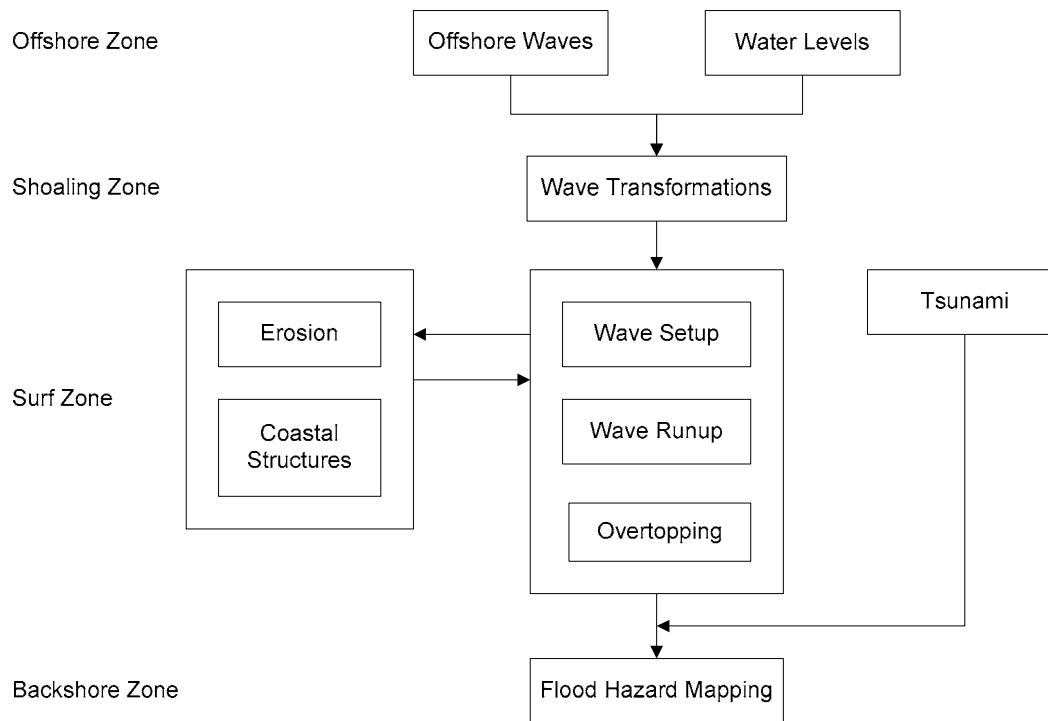 Offshore Zone
Offshore Waves
Water Levels
Shoaling Zone
Wave Transformations
Surf Zone
Erosion
Coastal
Structures
Wave Setup
Wave Runup
Overtopping
Tsunami
Backshore Zone
Flood Hazard Mapping